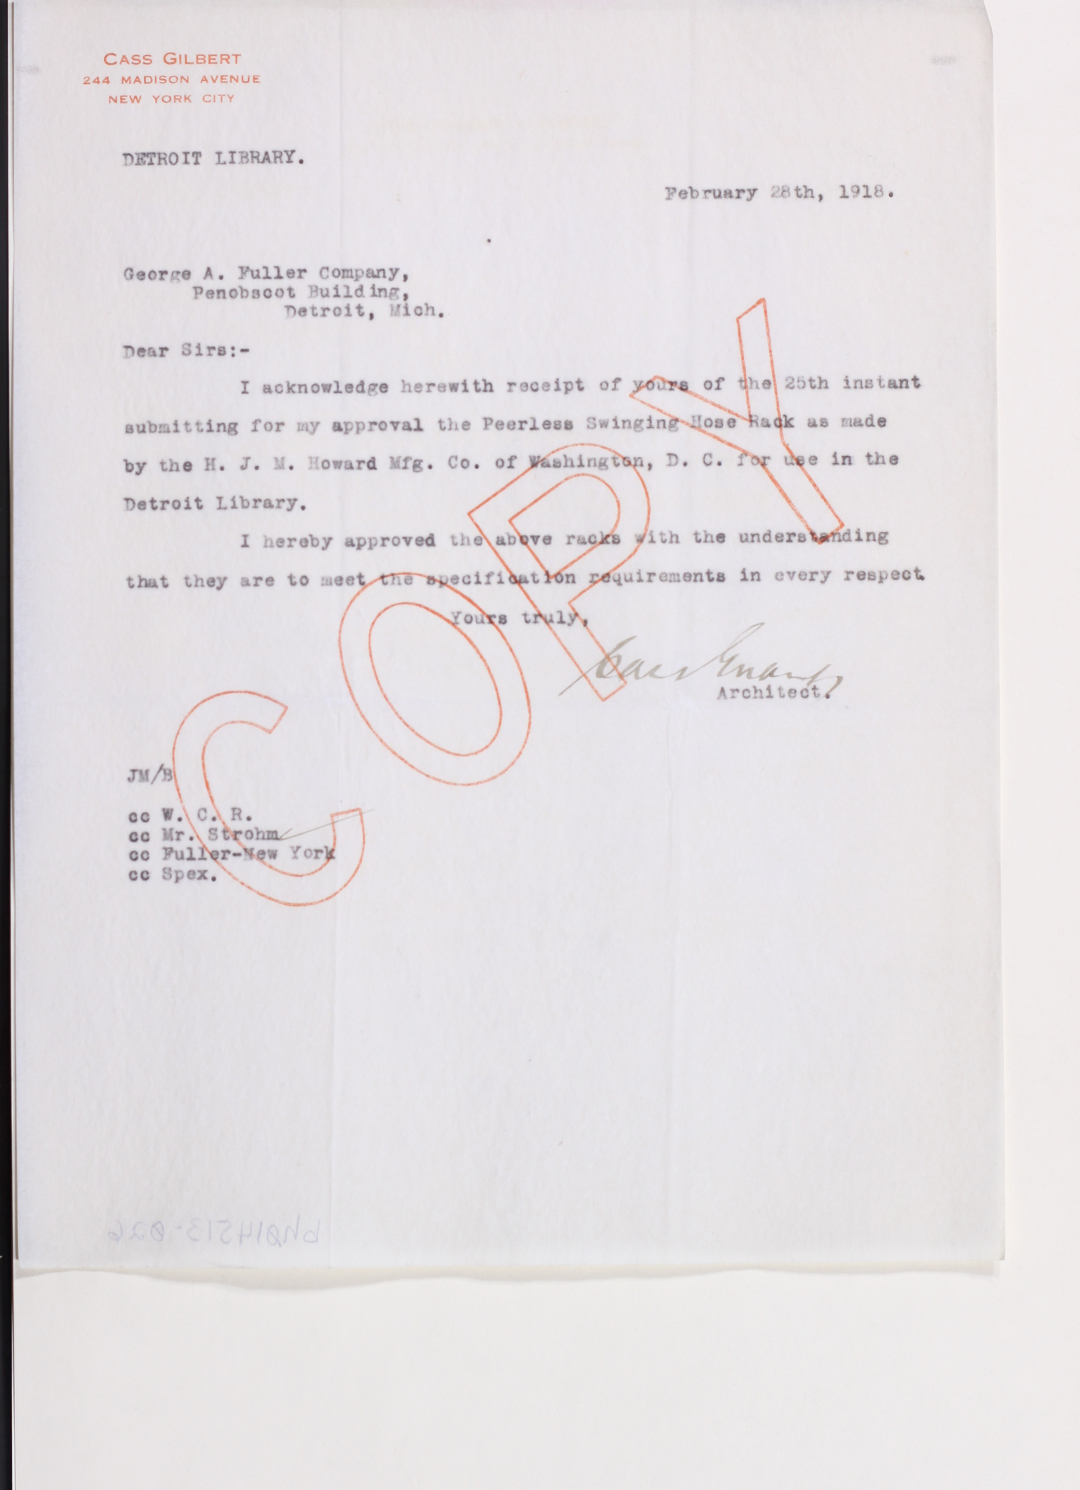 CASS GILBERT
244 MADISON AVENUE
NEW YORK CITY
DETROIT LIBRARY.
February 28th, 1918.
George A. Fuller Company,
Penobscot Building,
Detroit, Mich.
Dear Sirs:-
I acknowledge herewith receipt of yours of the 25th instant
submitting for my approval the Peerless Swinging Hose Rack as made
by the H. J. M. Howard Mfg. Co. of Washington, D. C. for use in the
Detroit Library.
I hereby approved the above racks with the understanding
that they are to meet the specification requirements in every respect.
Yours truly,
Cass Gilbert
Architect.
JM/B
cc W. C. R.
cc Mr. Strohm
cc Fuller-New York
cc Spex.
COPY
bh014513-026